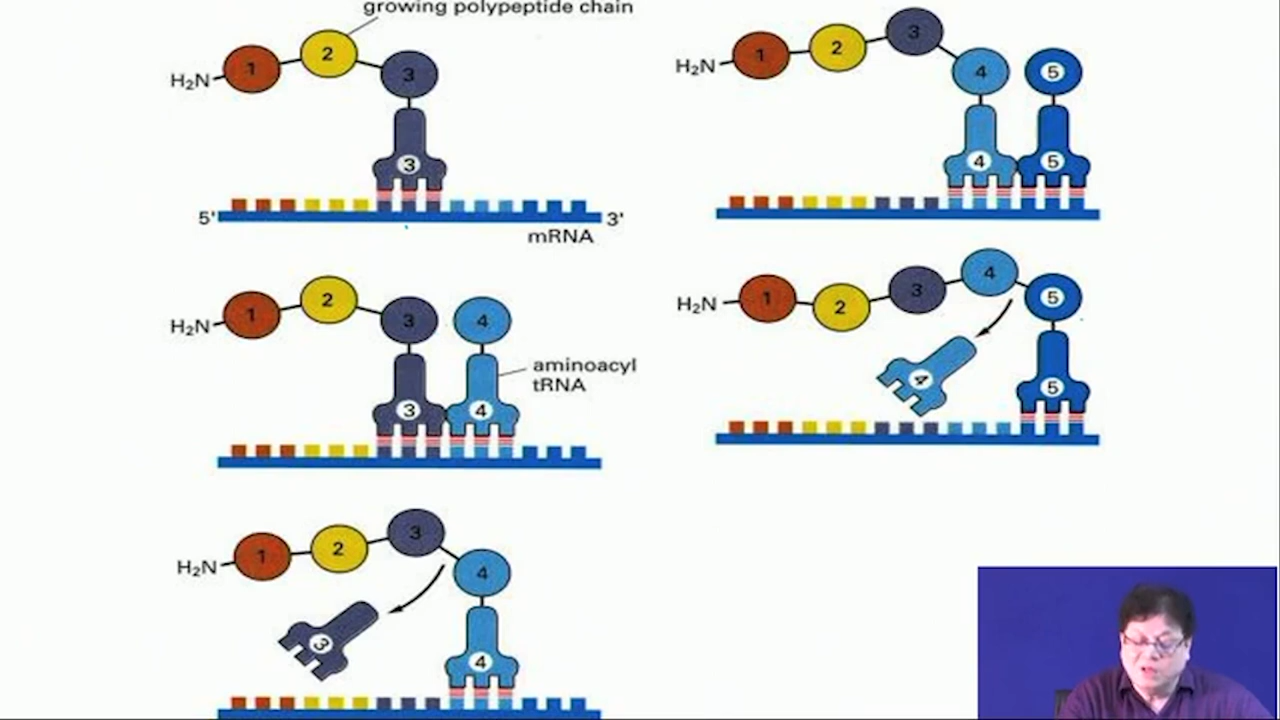 growing polypeptide chain
H₂N 1 2 3
3
5' 3'
mRNA
H₂N 1 2 3 4
aminoacyl
tRNA
3 4
H₂N 1 2 3 4
3
4
H₂N 1 2 3 4 5
4 5
H₂N 1 2 3 4 5
4
5